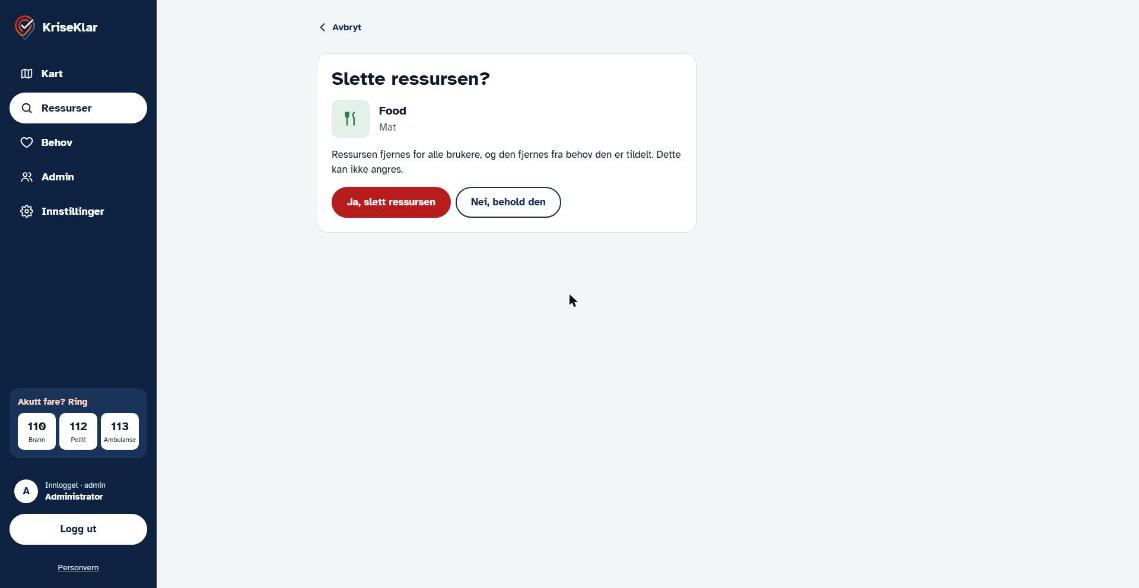 KriseKlar
Kart
Ressurser
Behov
Admin
Innstillinger
Akutt fare? Ring
110 112 113
Brann Politi Ambulanse
A
Innlogget · admin
Administrator
Logg ut
Personvern
Avbryt
Slette ressursen?
Food
Mat
Ressursen fjernes for alle brukere, og den fjernes fra behov den er tildelt. Dette
kan ikke angres.
Ja, slett ressursen Nei, behold den